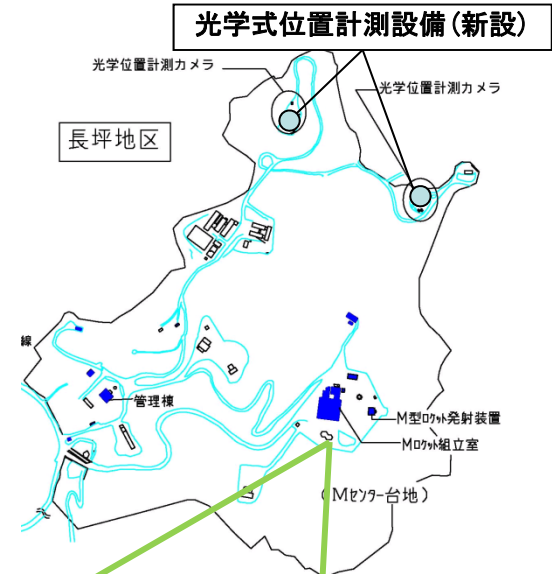 光学式位置計測設備(新設)
光学位置計測カメラ
光学位置計測カメラ
長坪地区
線
管理棟
M型ロケット発射装置
Mロケット組立室
(Mセンター台地)